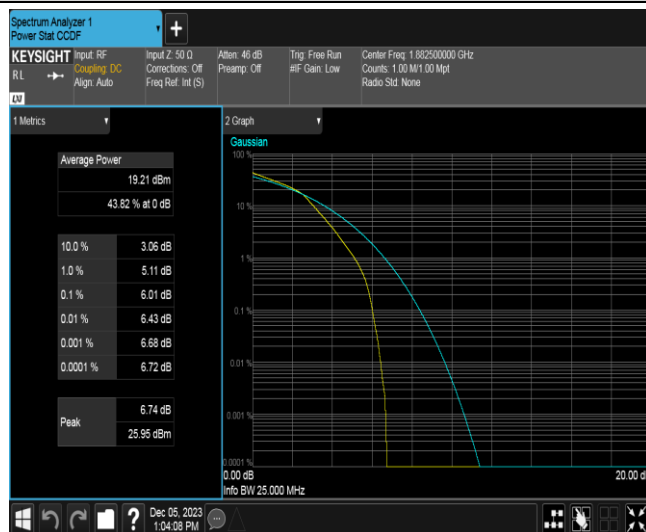 Spectrum Analyzer 1
Power Stat CCDF
+
KEYSIGHT
RL
Input: RF
Coupling: DC
Align: Auto
Input Z: 50 Ω
Corrections: Off
Freq Ref: Int (S)
Atten: 46 dB
Preamp: Off
Trig: Free Run
#IF Gain: Low
Center Freq: 1.882500000 GHz
Counts: 1.00 M/1.00 Mpt
Radio Std: None
LXI
1 Metrics
Average Power
19.21 dBm
43.82 % at 0 dB
10.0 % 3.06 dB
1.0 % 5.11 dB
0.1 % 6.01 dB
0.01 % 6.43 dB
0.001 % 6.68 dB
0.0001 % 6.72 dB
Peak
6.74 dB
25.95 dBm
2 Graph
Gaussian
100 %
10 %
1 %
0.1 %
0.01 %
0.001 %
0.0001 %
0.00 dB
20.00 d
Info BW 25.000 MHz
?
Dec 05, 2023
1:04:08 PM